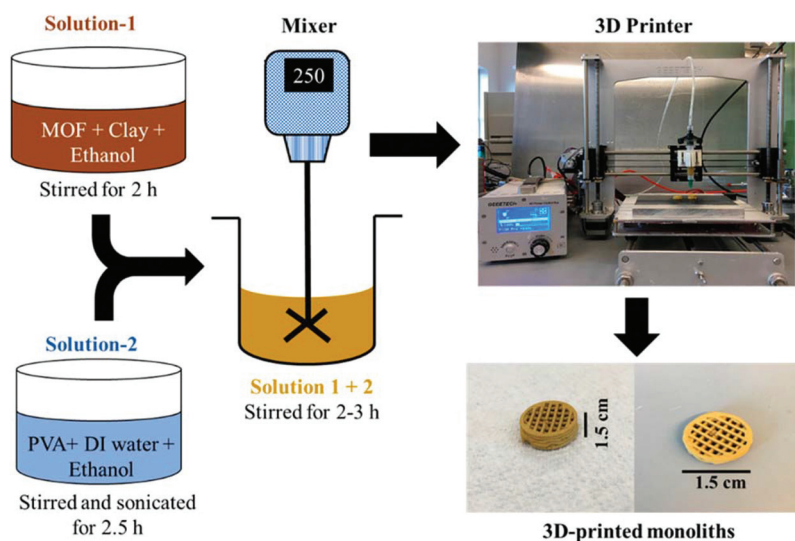 Solution-1
MOF + Clay +
Ethanol
Stirred for 2 h
Solution-2
PVA+ DI water +
Ethanol
Stirred and sonicated
for 2.5 h
Mixer
250
Solution 1 + 2
Stirred for 2-3 h
3D Printer
GEEETECH
1.5 cm
1.5 cm
3D-printed monoliths